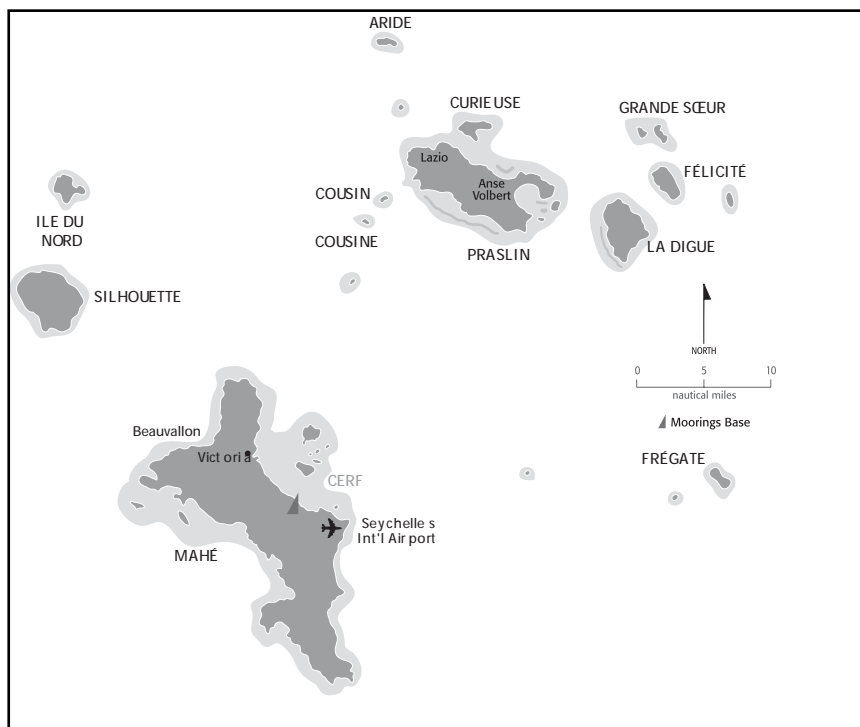 ARIDE
CURIEUSE
GRANDE SŒUR
Lazio
FÉLICITÉ
Anse
Volbert
COUSIN
ILE DU
NORD
COUSINE
PRASLIN
LA DIGUE
SILHOUETTE
NORTH
0 5 10
nautical miles
Moorings Base
Beauvallon
Victoria
FRÉGATE
CERF
Seychelles
Int'l Airport
MAHÉ